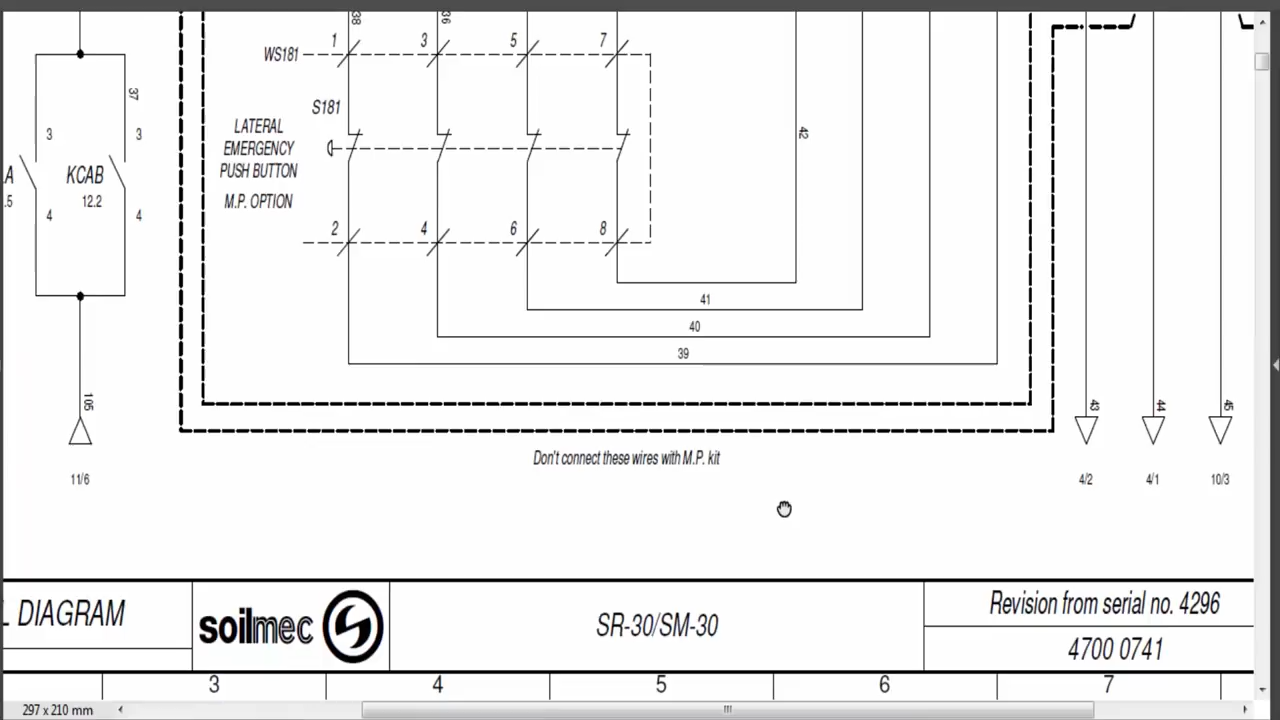 38 36
1 3 5 7
WS181
37
S181
3 3
LATERAL
EMERGENCY
PUSH BUTTON
M.P. OPTION
42
A KCAB
.5 12.2
4 4
2 4 6 8
41
40
39
105 43 44 45
Don't connect these wires with M.P. kit
11/6 4/2 4/1 10/3
L DIAGRAM
soilmec
SR-30/SM-30
Revision from serial no. 4296
4700 0741
3 4 5 6 7
297 x 210 mm